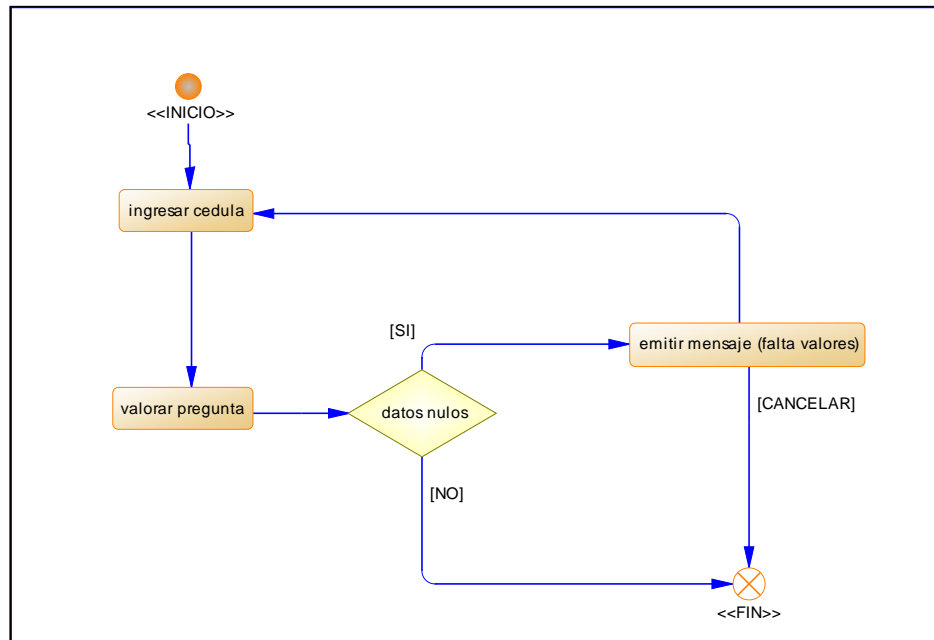 <<INICIO>>
ingresar cedula
[SI]
emitir mensaje (falta valores)
valorar pregunta
datos nulos
[CANCELAR]
[NO]
<<FIN>>